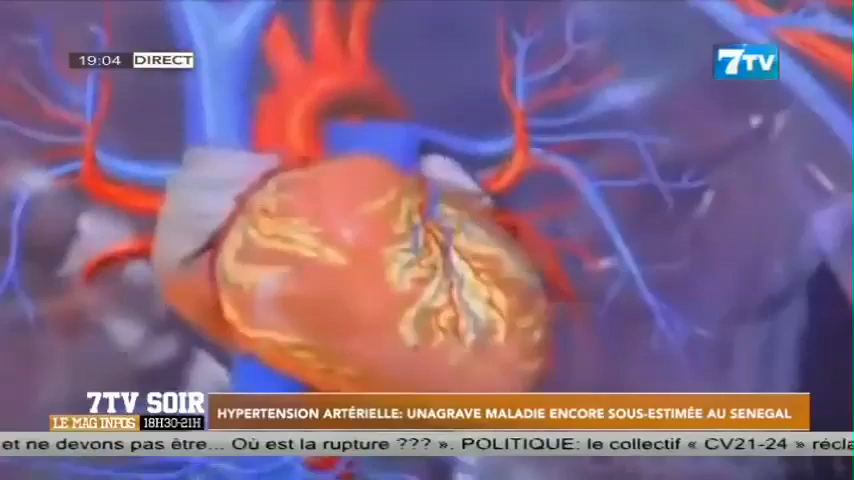 19:04 DIRECT
7TV
7TV SOIR
LE MAG INFOS 18H30-21H
HYPERTENSION ARTÉRIELLE: UNAGRAVE MALADIE ENCORE SOUS-ESTIMÉE AU SENEGAL
et ne devons pas être... Où est la rupture ??? ». POLITIQUE: le collectif « CV21-24 » récla